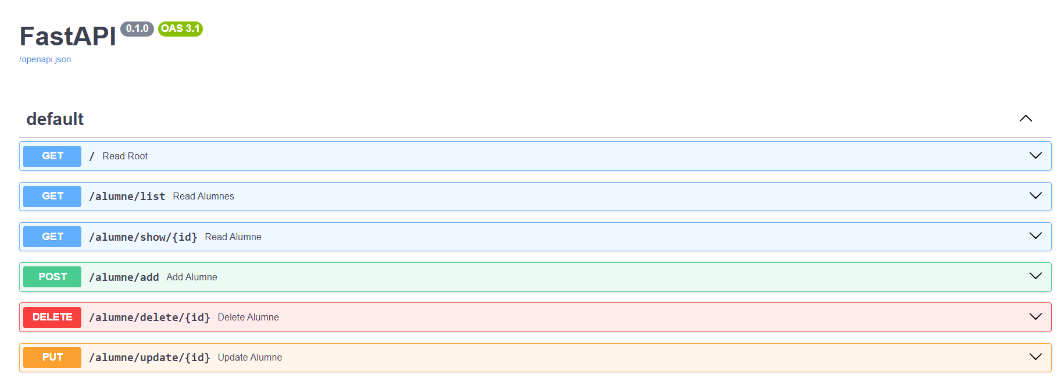 FastAPI 0.1.0 OAS 3.1
/openapi.json
default
GET / Read Root
GET /alumne/list Read Alumnes
GET /alumne/show/{id} Read Alumne
POST /alumne/add Add Alumne
DELETE /alumne/delete/{id} Delete Alumne
PUT /alumne/update/{id} Update Alumne